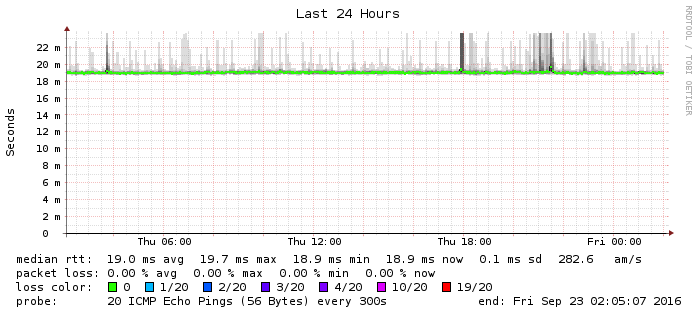 Last 24 Hours
RRDTOOL / TOBI OETIKER
Seconds
22 m
20 m
18 m
16 m
14 m
12 m
10 m
8 m
6 m
4 m
2 m
0
Thu 06:00 Thu 12:00 Thu 18:00 Fri 00:00
median rtt: 19.0 ms avg 19.7 ms max 18.9 ms min 18.9 ms now 0.1 ms sd 282.6 am/s
packet loss: 0.00 % avg 0.00 % max 0.00 % min 0.00 % now
loss color: 0 1/20 2/20 3/20 4/20 10/20 19/20
probe: 20 ICMP Echo Pings (56 Bytes) every 300s end: Fri Sep 23 02:05:07 2016